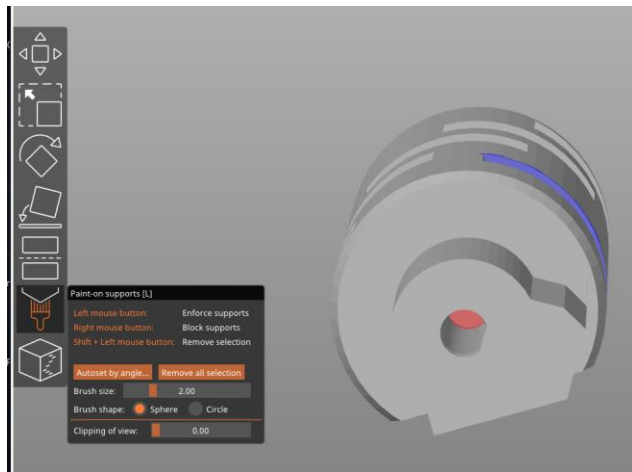 Paint-on supports [L]
Left mouse button: Enforce supports
Right mouse button: Block supports
Shift + Left mouse button: Remove selection
Autoset by angle... Remove all selection
Brush size: 2.00
Brush shape: Sphere Circle
Clipping of view: 0.00